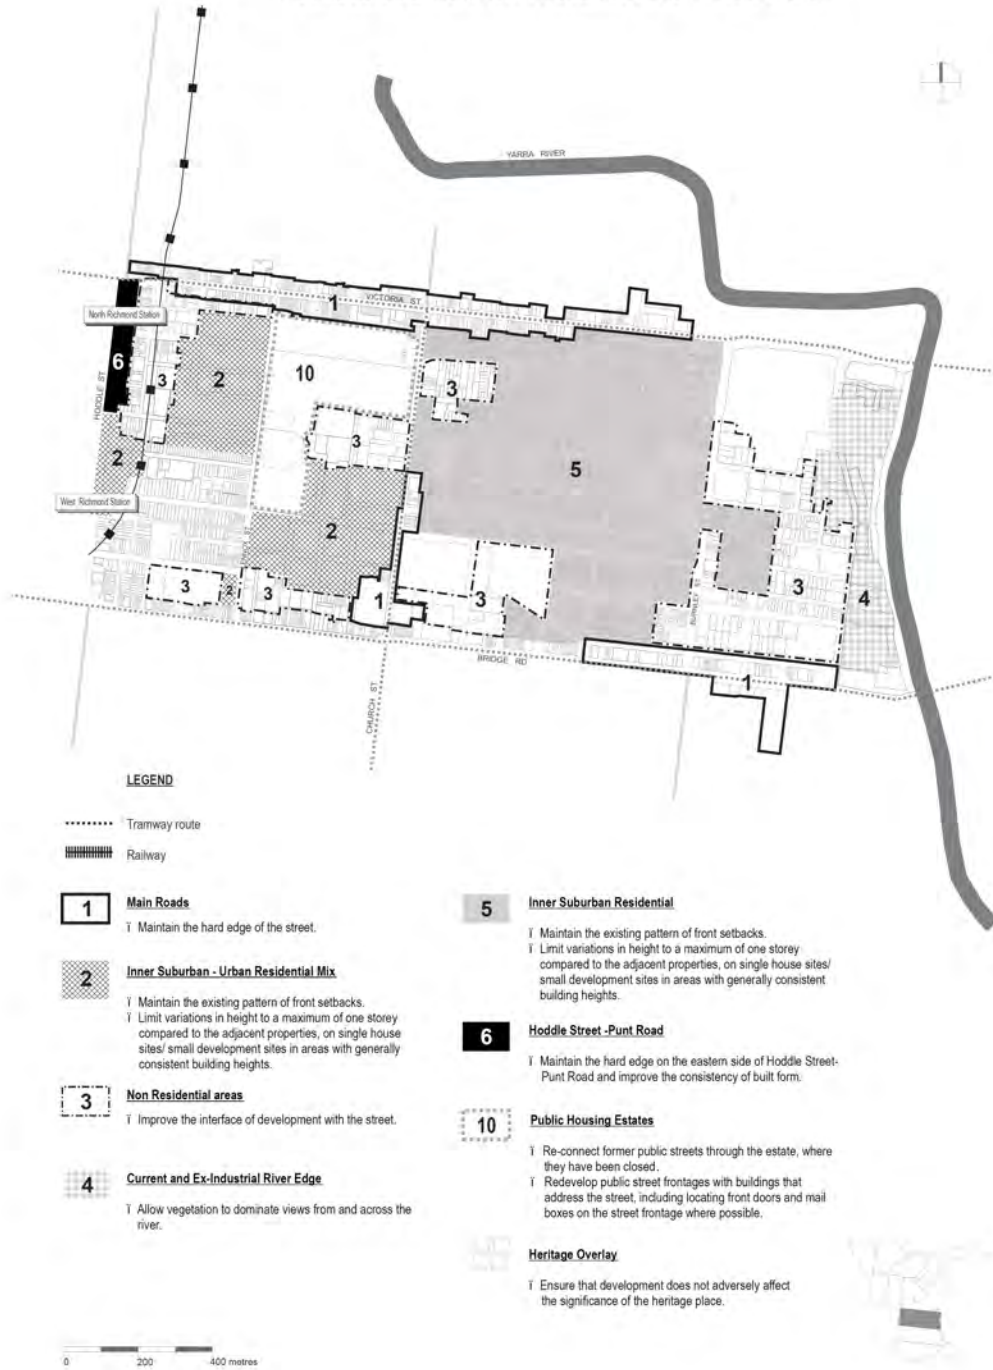 YARRA RIVER
1
VICTORIA ST
North Richmond Station
6
3
2
10
3
HODDLE ST
3
5
2
West Richmond Station
2
3
2
3
1
3
BURNLEY ST
3
4
BRIDGE RD
1
CHURCH ST
LEGEND
Tramway route
Railway
1
Main Roads
ï Maintain the hard edge of the street.
2
Inner Suburban - Urban Residential Mix
ï Maintain the existing pattern of front setbacks.
ï Limit variations in height to a maximum of one storey
compared to the adjacent properties, on single house
sites/ small development sites in areas with generally
consistent building heights.
3
Non Residential areas
ï Improve the interface of development with the street.
4
Current and Ex-Industrial River Edge
ï Allow vegetation to dominate views from and across the
river.
5
Inner Suburban Residential
ï Maintain the existing pattern of front setbacks.
ï Limit variations in height to a maximum of one storey
compared to the adjacent properties, on single house sites/
small development sites in areas with generally consistent
building heights.
6
Hoddle Street -Punt Road
ï Maintain the hard edge on the eastern side of Hoddle Street-
Punt Road and improve the consistency of built form.
10
Public Housing Estates
ï Re-connect former public streets through the estate, where
they have been closed.
ï Redevelop public street frontages with buildings that
address the street, including locating front doors and mail
boxes on the street frontage where possible.
Heritage Overlay
ï Ensure that development does not adversely affect
the significance of the heritage place.
0 200 400 metres